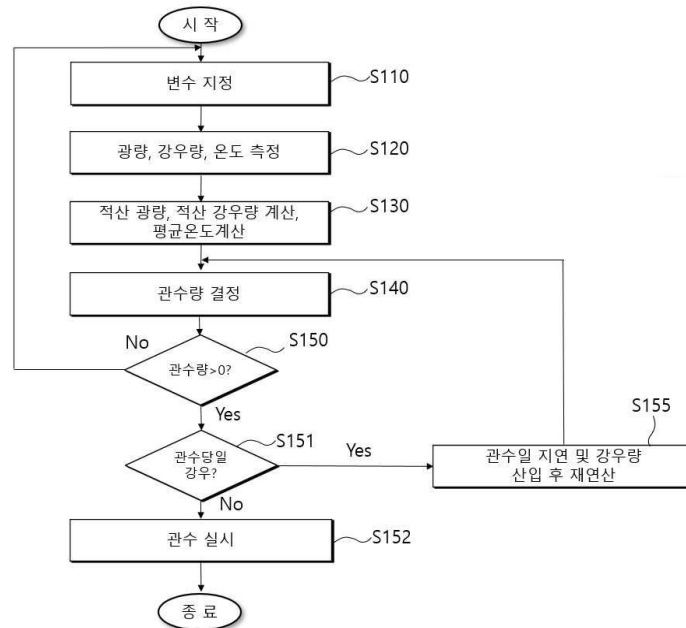 시 작
변수 지정
S110
광량, 강우량, 온도 측정
S120
적산 광량, 적산 강우량 계산,
평균온도계산
S130
관수량 결정
S140
No
S150
관수량>0?
Yes
S151
관수당일
강우?
Yes
S155
관수일 지연 및 강우량
산입 후 재연산
No
관수 실시
S152
종 료